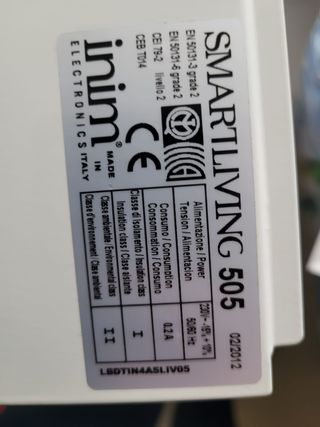 SMARTLIVING 505 02/2012
EN 50131-3 grade 2
EN 50131-6 grade 2
CEI 79-2 livello 2
CEB T014
CE
inim®
ELECTRONICS
MADE
IN
ITALY
Alimentazione / Power
Tension / Alimentacion
230V~ -15% + 10%
50/60 Hz
Consumo / Consumption
Consommation / Consumo
0.2 A
Classe di isolamento / Insulation class
Insulation class / Clase aislante
I
Classe ambientale / Environmental class
Classe d'environnement / Clase ambiental
II
LBDTIN4ASLIV05